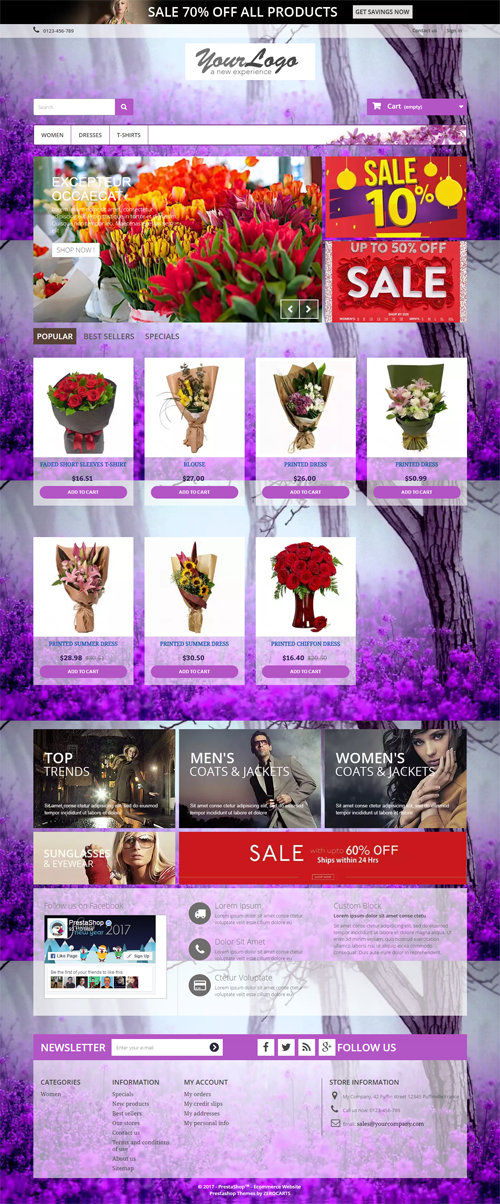 SALE 70% OFF ALL PRODUCTS
GET SAVINGS NOW
0123-456-789
Contact us
Sign in
YourLogo
a new experience
Search
Cart (empty)
WOMEN
DRESSES
T-SHIRTS
EXCEPTEUR
OCCAECAT
SHOP NOW !
SALE
10%
UP TO 50% OFF
SALE
SHOP BY SIZE
POPULAR
BEST SELLERS
SPECIALS
FADED SHORT SLEEVES T-SHIRT
BLOUSE
PRINTED DRESS
PRINTED DRESS
$16.51
$27.00
$26.00
$50.99
ADD TO CART
ADD TO CART
ADD TO CART
ADD TO CART
PRINTED SUMMER DRESS
PRINTED SUMMER DRESS
PRINTED CHIFFON DRESS
$28.98
$30.50
$16.40 $20.50
ADD TO CART
ADD TO CART
ADD TO CART
TOP
TRENDS
Sit amet conse ctetur adipisicing elit, sed do eiusmod
tempor incididunt ut labore et dolore
MEN'S
COATS & JACKETS
Sit amet conse ctetur adipisicing elit, sed do eiusmod
tempor incididunt ut labore et dolore
WOMEN'S
COATS & JACKETS
Sit amet conse ctetur adipisicing elit, sed do eiusmod
tempor incididunt ut labore et dolore
SUNGLASSES
& EYEWEAR
SALE with upto 60% OFF
Ships within 24 Hrs
SHOP NOW
Follow us on Facebook
PrestaShop
new year 2017
Like Page
Sign Up
Be the first of your friends to like this
Lorem Ipsum
Lorem ipsum dolor sit amet conse ctetur
voluptate velit esse cillum dolore eu
Dolor Sit Amet
Lorem ipsum dolor sit amet conse ctetur
voluptate velit esse cillum dolore eu
Ctetur Voluptate
Lorem ipsum dolor sit amet conse ctetur
voluptate velit esse cillum dolore eu
Custom Block
Lorem ipsum dolor sit amet conse ctetu
NEWSLETTER
Enter your e-mail
FOLLOW US
CATEGORIES
Women
INFORMATION
Specials
New products
Best sellers
Our stores
Contact us
Terms and conditions
of use
About us
Sitemap
MY ACCOUNT
My orders
My credit slips
My addresses
My personal info
STORE INFORMATION
My Company, 42 Puffin street 12345 Puffinville France
Call us now: 0123-456-789
Email: sales@yourcompany.com
© 2017 - PrestaShop™ - Ecommerce Website
Prestashop Themes by ZEROCARTS